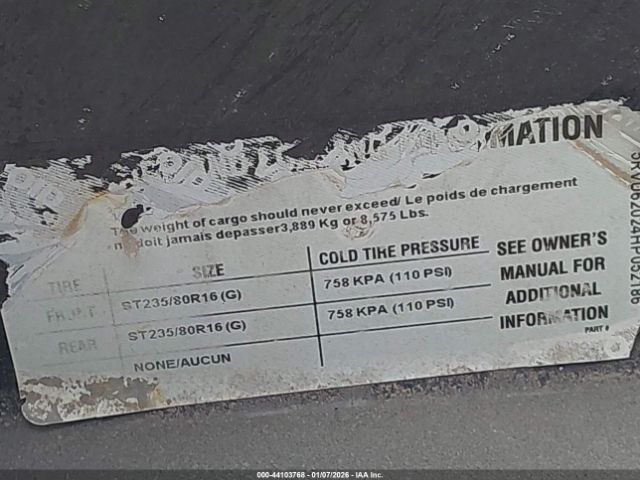 MATION
weight of cargo should never exceed/ Le poids de chargement
doit jamais depasser3,889 Kg or 8,575 Lbs.
TIRE SIZE COLD TIRE PRESSURE SEE OWNER'S
FRONT ST235/80R16 (G) 758 KPA (110 PSI) MANUAL FOR
REAR ST235/80R16 (G) 758 KPA (110 PSI) ADDITIONAL
NONE/AUCUN INFORMATION
PART #
000-44103768 - 01/07/2026 - IAA Inc.